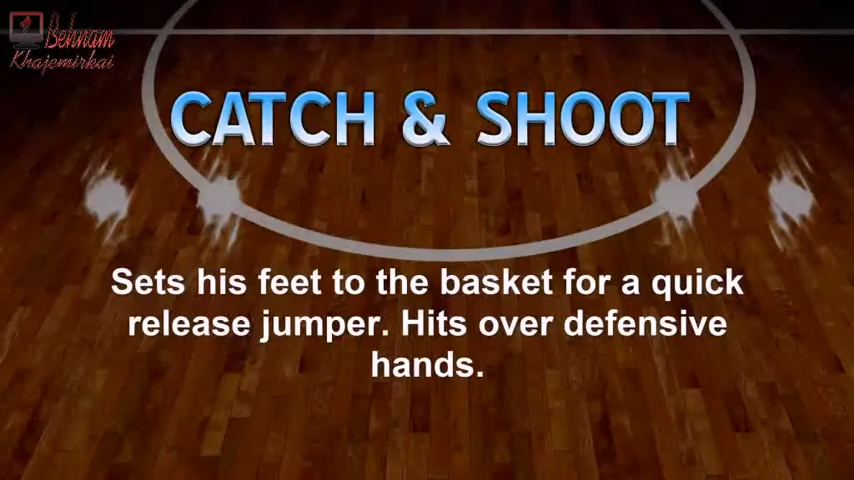 Behnam
Khajemirkai
CATCH & SHOOT
Sets his feet to the basket for a quick
release jumper. Hits over defensive
hands.